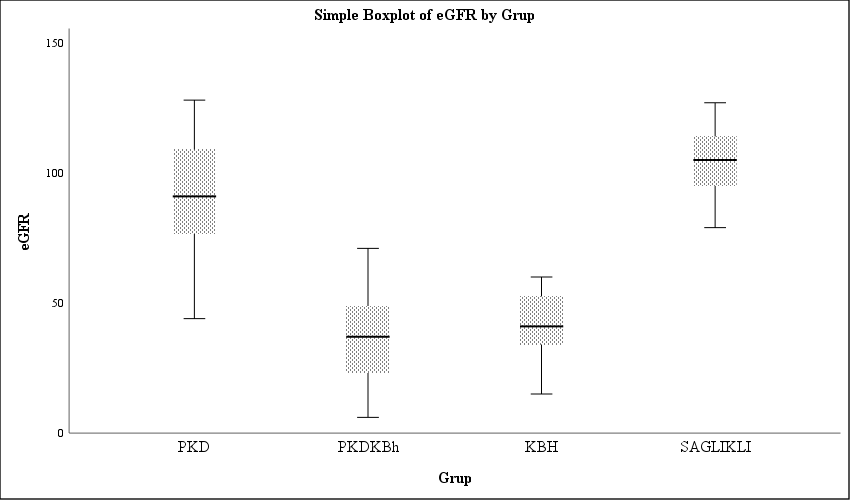 Simple Boxplot of eGFR by Grup
150
100
50
0
eGFR
PKD
PKDKBh
KBH
SAGLIKLI
Grup